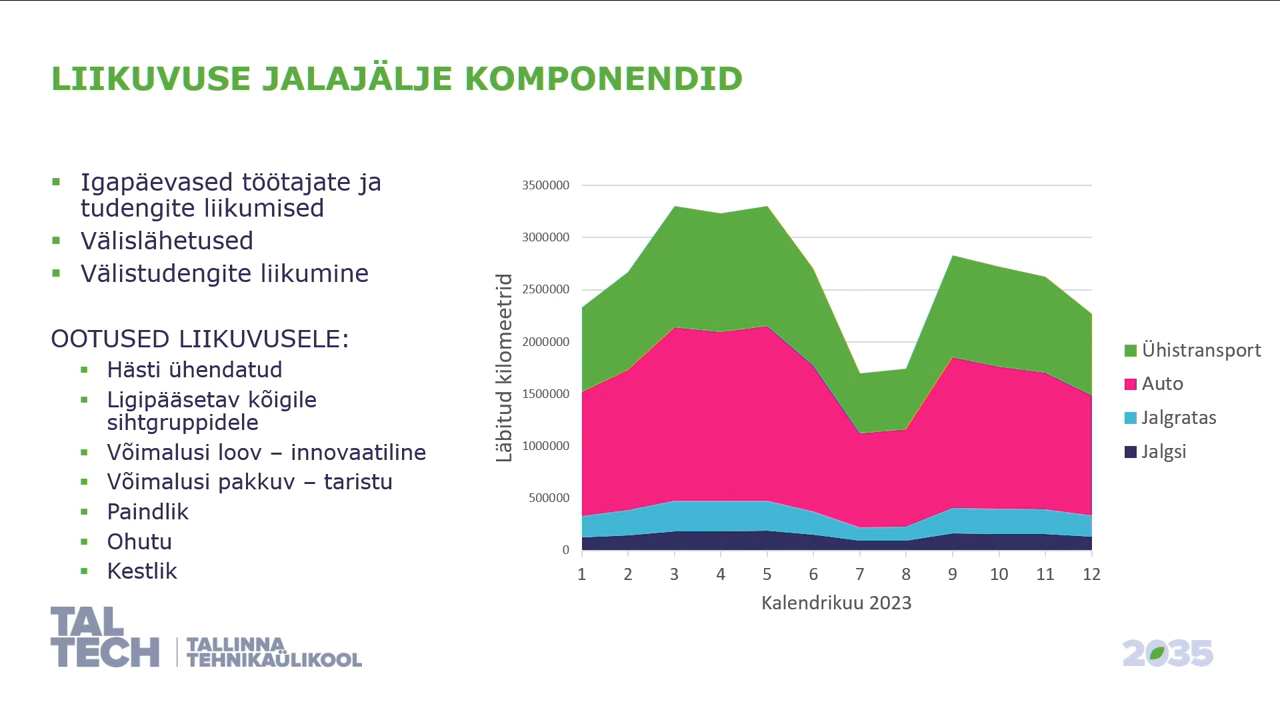 LIIKUVUSE JALAJÄLJE KOMPONENDID
Igapäevased töötajate ja
tudengite liikumised
Välislähetused
Välistudengite liikumine
OOTUSED LIIKUVUSELE:
Hästi ühendatud
Ligipääsetav kõigile
sihtgruppidele
Võimalusi loov – innovaatiline
Võimalusi pakkuv – taristu
Paindlik
Ohutu
Kestlik
Läbitud kilomeetrid
3500000
3000000
2500000
2000000
1500000
1000000
500000
0
1 2 3 4 5 6 7 8 9 10 11 12
Kalendrikuu 2023
Ühistransport
Auto
Jalgratas
Jalgsi
TAL
TECH
TALLINNA
TEHNIKAÜLIKOOL
2035